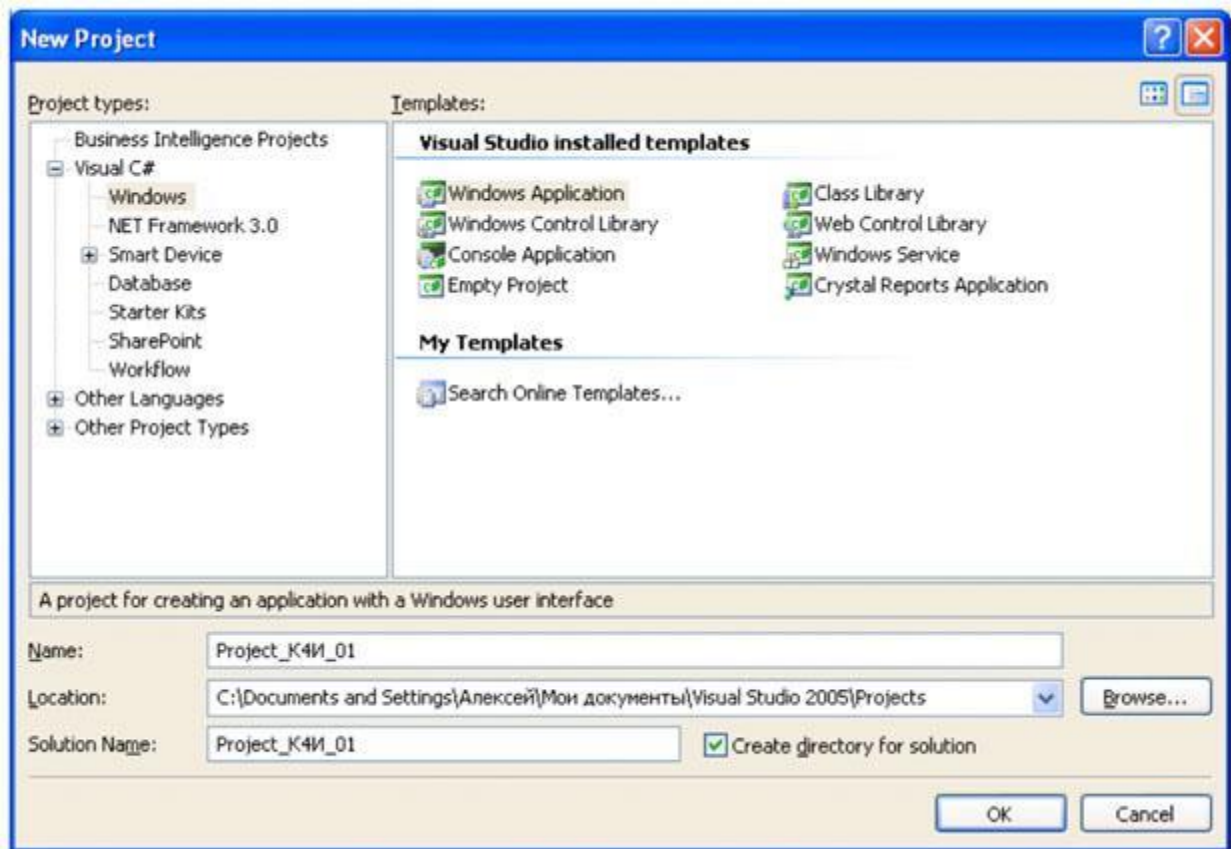 New Project
Project types:
Templates:
Business Intelligence Projects
Visual C#
Windows
NET Framework 3.0
Smart Device
Database
Starter Kits
SharePoint
Workflow
Other Languages
Other Project Types
Visual Studio installed templates
Windows Application
Class Library
Windows Control Library
Web Control Library
Console Application
Windows Service
Empty Project
Crystal Reports Application
My Templates
Search Online Templates...
A project for creating an application with a Windows user interface
Name:
Project_К4И_01
Location:
C:\Documents and Settings\Алексей\Мои документы\Visual Studio 2005\Projects
Browse...
Solution Name:
Project_К4И_01
Create directory for solution
OK
Cancel